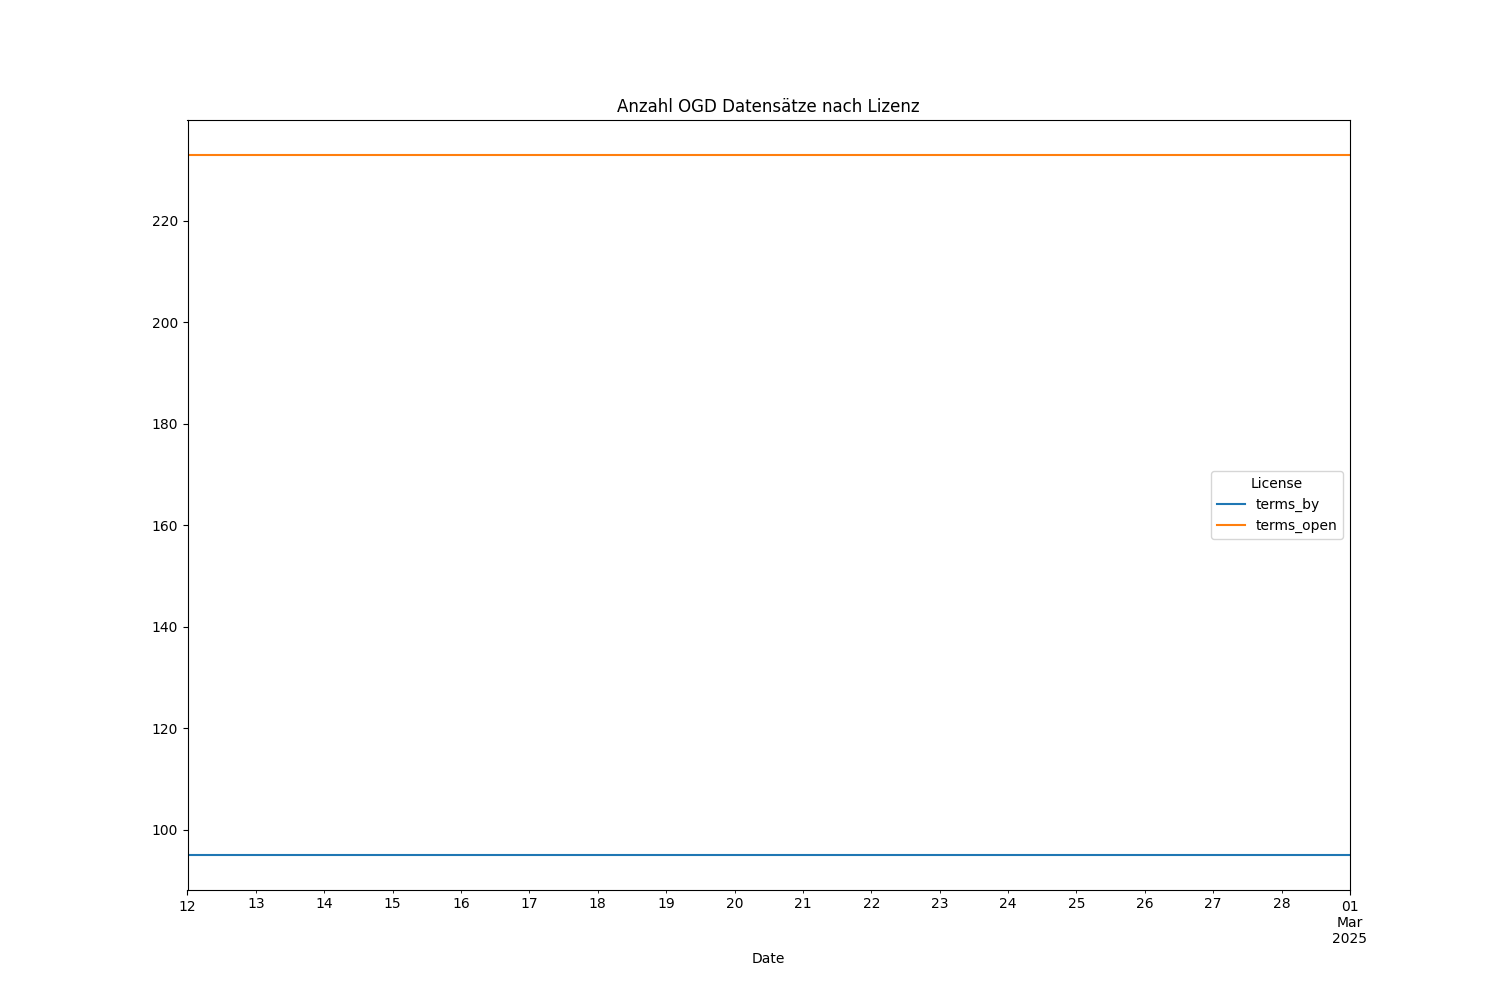 Anzahl OGD Datensätze nach Lizenz
220
200
180
160
140
120
100
License
terms_by
terms_open
12 13 14 15 16 17 18 19 20 21 22 23 24 25 26 27 28 01
Mar
2025
Date